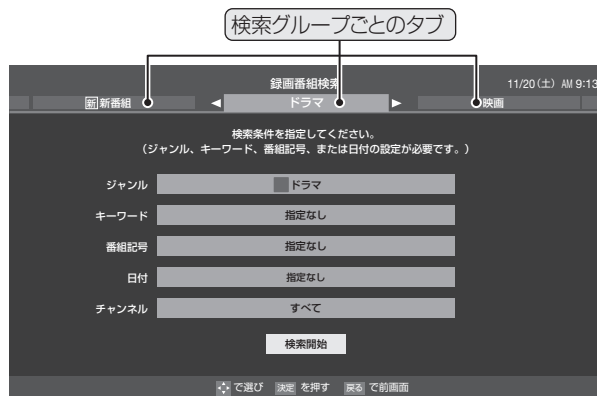 検索グループごとのタブ
録画番組検索 11/20(土) AM 9:13
新 新番組 ◀ ドラマ ▶ 映画
検索条件を指定してください。
(ジャンル、キーワード、番組記号、または日付の設定が必要です。)
ジャンル ドラマ
キーワード 指定なし
番組記号 指定なし
日付 指定なし
チャンネル すべて
検索開始
で選び 決定 を押す 戻る で前画面